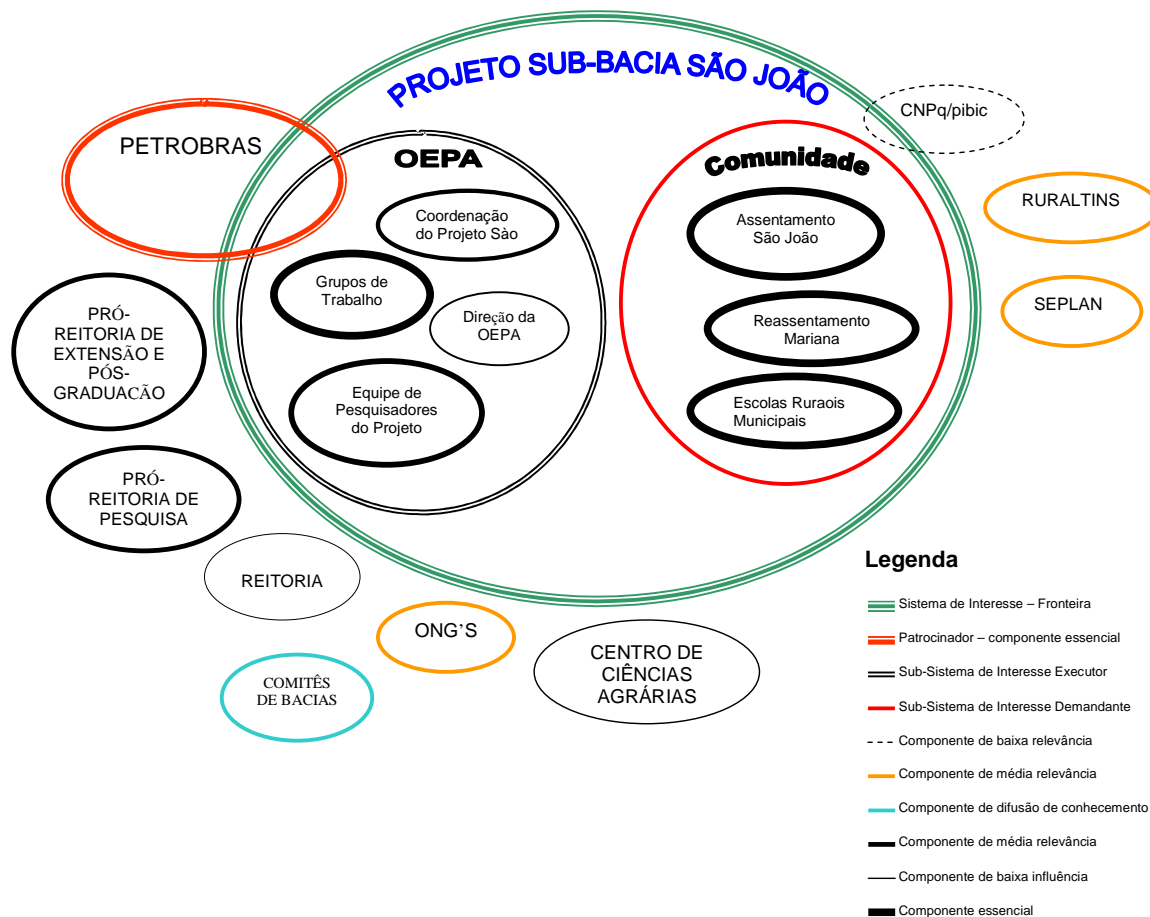 PROJETO SUB-BACIA SÃO JOÃO
CNPq/pibic
PETROBRAS
OEPA
Comunidade
Coordenação
do Projeto Sào
Grupos de
Trabalho
Direção da
OEPA
Equipe de
Pesquisadores
do Projeto
Assentamento
São João
Reassentamento
Mariana
Escolas Ruraois
Municipais
RURALTINS
SEPLAN
PRÓ-
REITORIA DE
EXTENSÃO E
PÓS-
GRADUACÃO
PRÓ-
REITORIA DE
PESQUISA
REITORIA
ONG'S
COMITÊS
DE BACIAS
CENTRO DE
CIÊNCIAS
AGRÁRIAS
Legenda
Sistema de Interesse – Fronteira
Patrocinador – componente essencial
Sub-Sistema de Interesse Executor
Sub-Sistema de Interesse Demandante
Componente de baixa relevância
Componente de média relevância
Componente de difusão de conhecemento
Componente de média relevância
Componente de baixa influência
Componente essencial